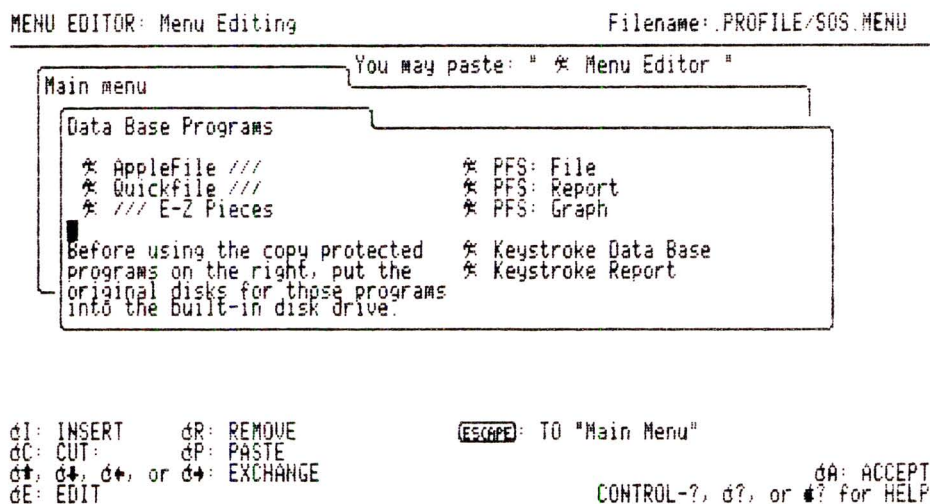 MENU EDITOR: Menu Editing Filename: .PROFILE/SOS.MENU
You may paste: " Menu Editor "
Main menu
Data Base Programs
AppleFile /// PFS: File
Quickfile /// PFS: Report
/// E-Z Pieces PFS: Graph
Before using the copy protected Keystroke Data Base
programs on the right, put the Keystroke Report
original disks for those programs
into the built-in disk drive.
I: INSERT R: REMOVE ESCAPE: TO "Main Menu"
C: CUT: P: PASTE
↑, ↓, ←, or →: EXCHANGE A: ACCEPT
E: EDIT CONTROL-?, ?, or ? for HELP